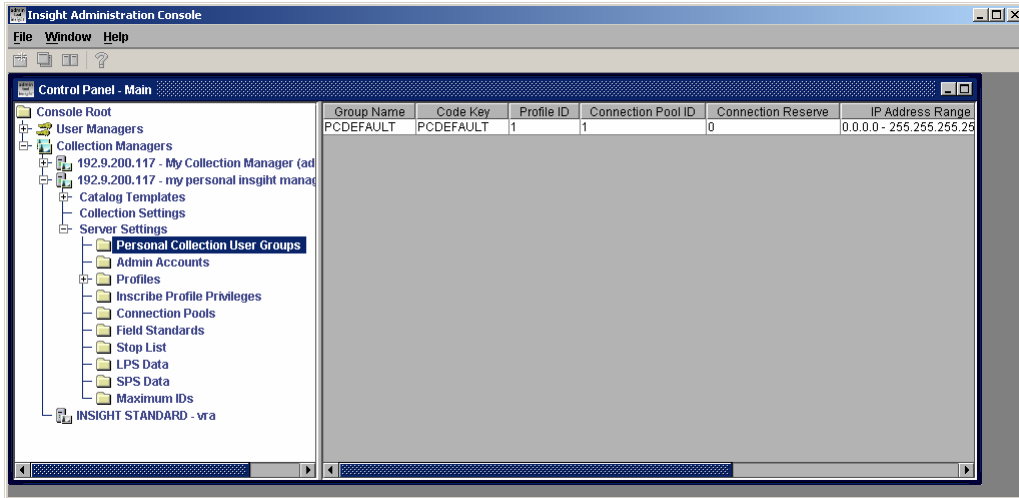 Insight Administration Console
File Window Help
Control Panel - Main
Console Root
User Managers
Collection Managers
192.9.200.117 - My Collection Manager (ad
192.9.200.117 - my personal insgiht manag
Catalog Templates
Collection Settings
Server Settings
Personal Collection User Groups
Admin Accounts
Profiles
Inscribe Profile Privileges
Connection Pools
Field Standards
Stop List
LPS Data
SPS Data
Maximum IDs
INSIGHT STANDARD - vra
Group Name Code Key Profile ID Connection Pool ID Connection Reserve IP Address Range
PCDEFAULT PCDEFAULT 1 1 0 0.0.0.0 - 255.255.255.25